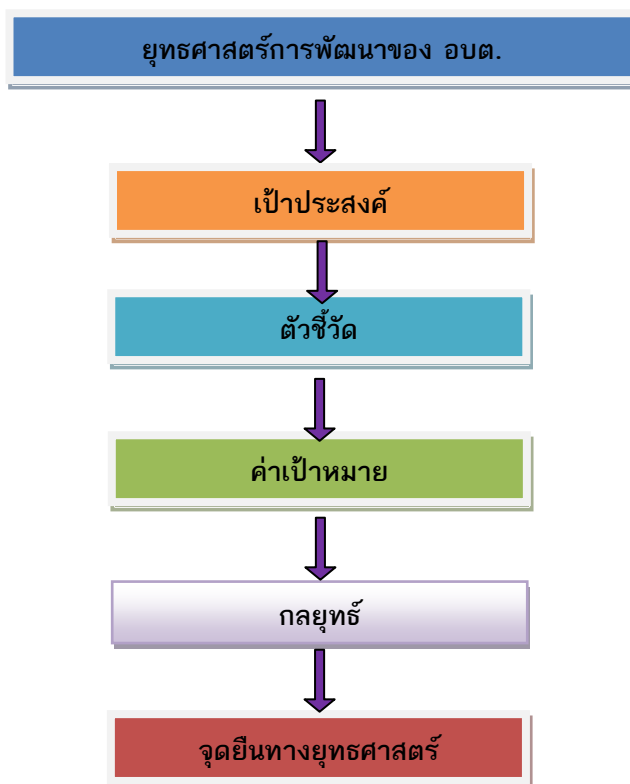 ยุทธศาสตร์การพัฒนาของ อบต.
เป้าประสงค์
ตัวชี้วัด
ค่าเป้าหมาย
กลยุทธ์
จุดยืนทางยุทธศาสตร์